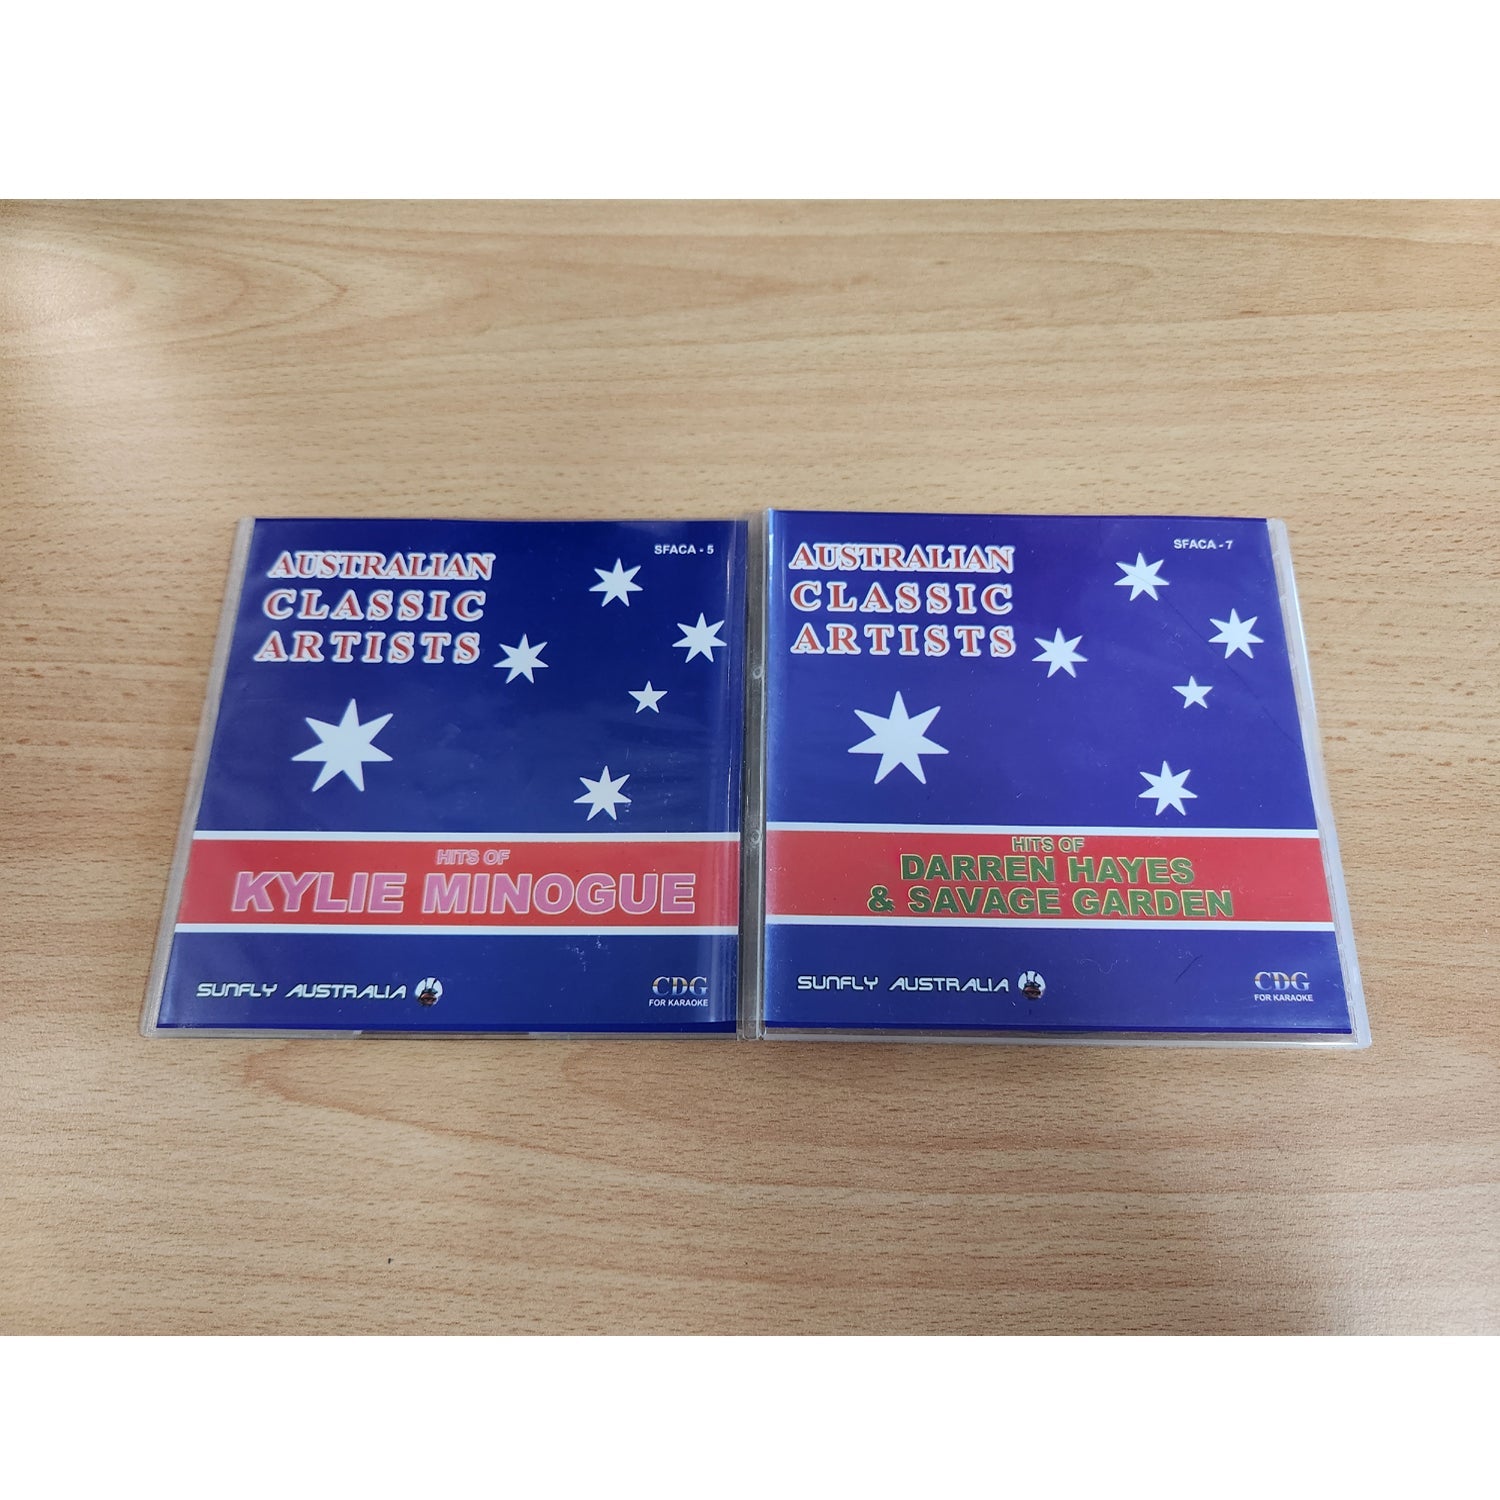 SFACA - 5
AUSTRALIAN
CLASSIC
ARTISTS
HITS OF
KYLIE MINOGUE
SUNFLY AUSTRALIA
CDG
FOR KARAOKE
SFACA - 7
AUSTRALIAN
CLASSIC
ARTISTS
HITS OF
DARREN HAYES
& SAVAGE GARDEN
SUNFLY AUSTRALIA
CDG
FOR KARAOKE